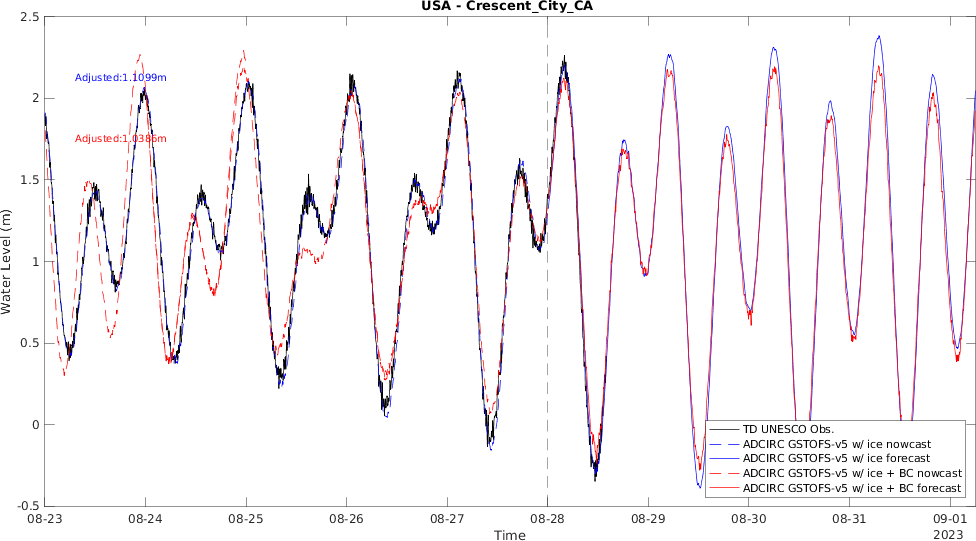 USA - Crescent_City_CA
2.5
2
1.5
1
0.5
0
-0.5
Water Level (m)
Adjusted:1.1099m
Adjusted:1.0386m
TD UNESCO Obs.
ADCIRC GSTOFS-v5 w/ ice nowcast
ADCIRC GSTOFS-v5 w/ ice forecast
ADCIRC GSTOFS-v5 w/ ice + BC nowcast
ADCIRC GSTOFS-v5 w/ ice + BC forecast
08-23 08-24 08-25 08-26 08-27 08-28 08-29 08-30 08-31 09-01
Time
2023